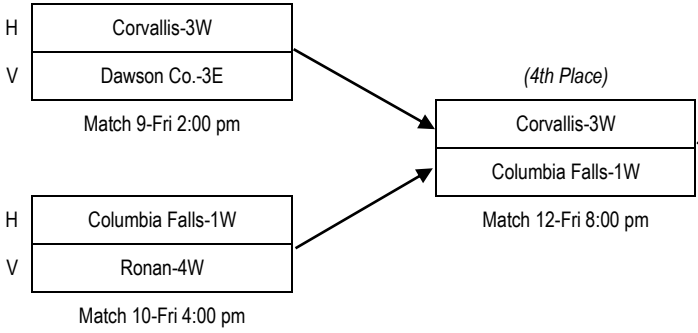 H Corvallis-3W
V Dawson Co.-3E
Match 9-Fri 2:00 pm
(4th Place)
Corvallis-3W
Columbia Falls-1W
Match 12-Fri 8:00 pm
H Columbia Falls-1W
V Ronan-4W
Match 10-Fri 4:00 pm